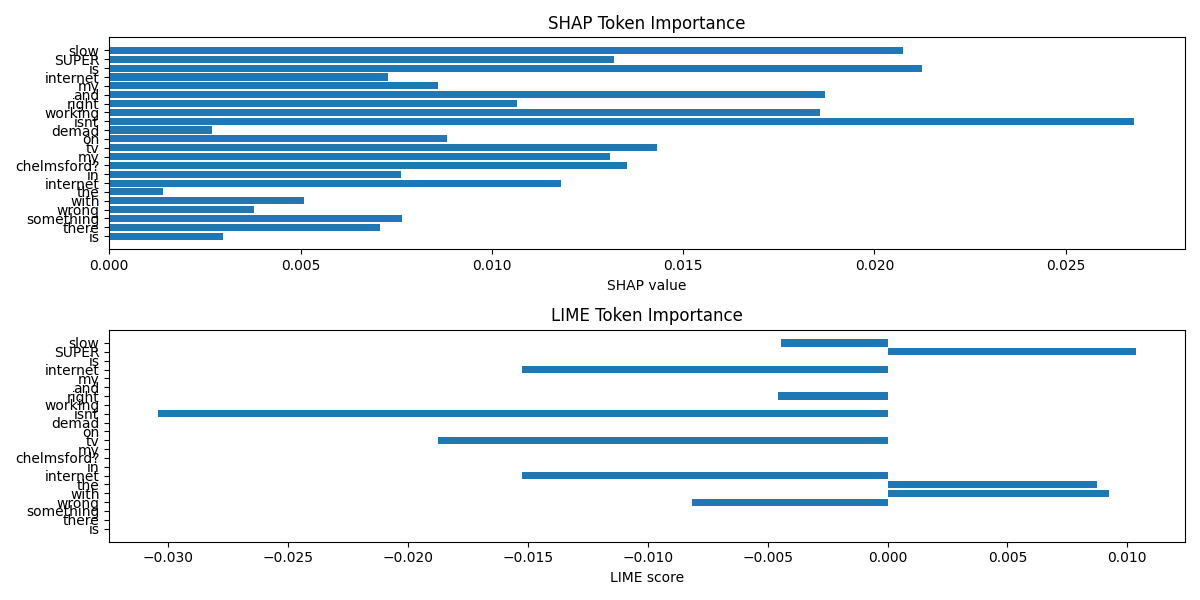 SHAP Token Importance
slow
SUPER
is
internet
my
and
right
working
isnt
demad
on
tv
my
chelmsford?
in
internet
the
with
wrong
something
there
is
0.000 0.005 0.010 0.015 0.020 0.025
SHAP value
LIME Token Importance
slow
SUPER
is
internet
my
and
right
working
isnt
demad
on
tv
my
chelmsford?
in
internet
the
with
wrong
something
there
is
−0.030 −0.025 −0.020 −0.015 −0.010 −0.005 0.000 0.005 0.010
LIME score